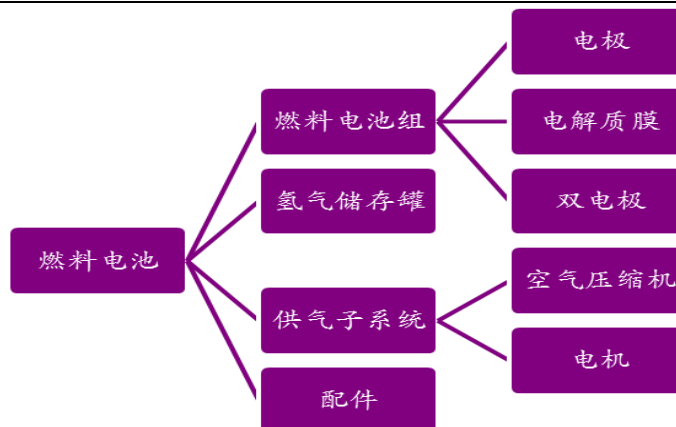 电极
燃料电池组
电解质膜
氢气储存罐
双电极
燃料电池
空气压缩机
供气子系统
电机
配件